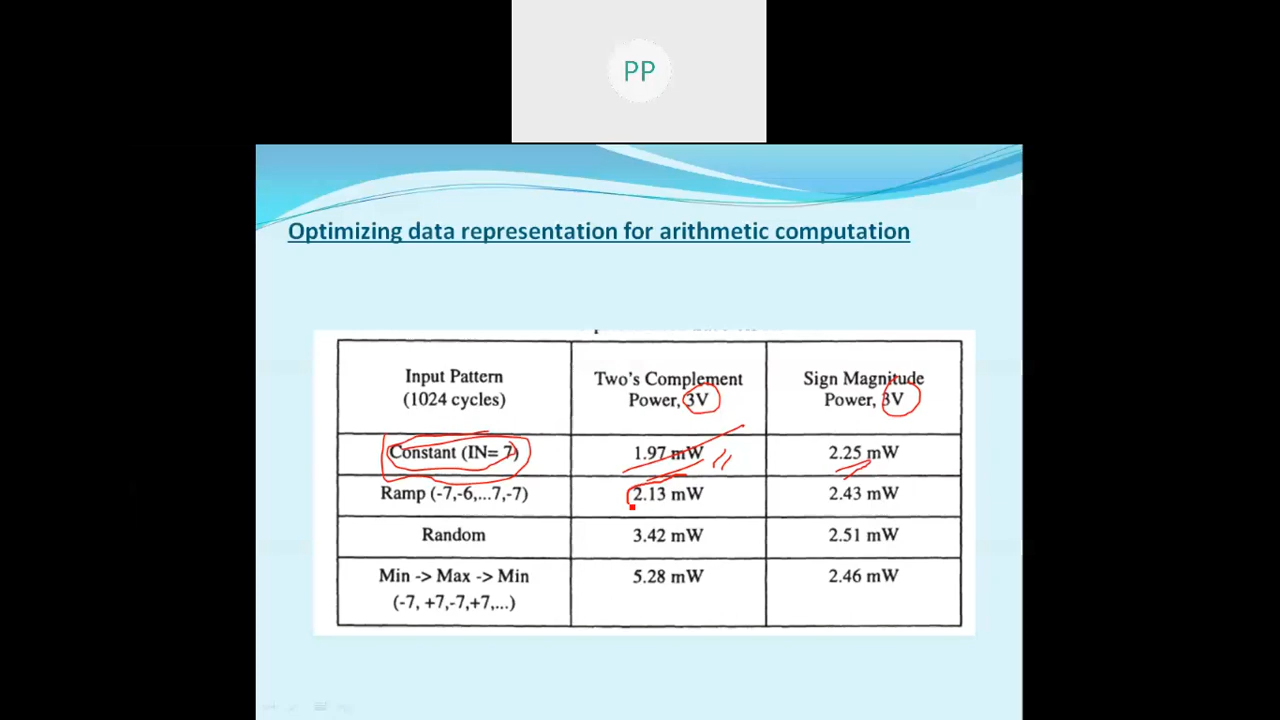 PP
Optimizing data representation for arithmetic computation
Input Pattern
(1024 cycles)
Two's Complement
Power, 3V
Sign Magnitude
Power, 3V
Constant (IN= 7)
1.97 mW
2.25 mW
Ramp (-7,-6,...7,-7)
2.13 mW
2.43 mW
Random
3.42 mW
2.51 mW
Min -> Max -> Min
(-7, +7,-7,+7,...)
5.28 mW
2.46 mW